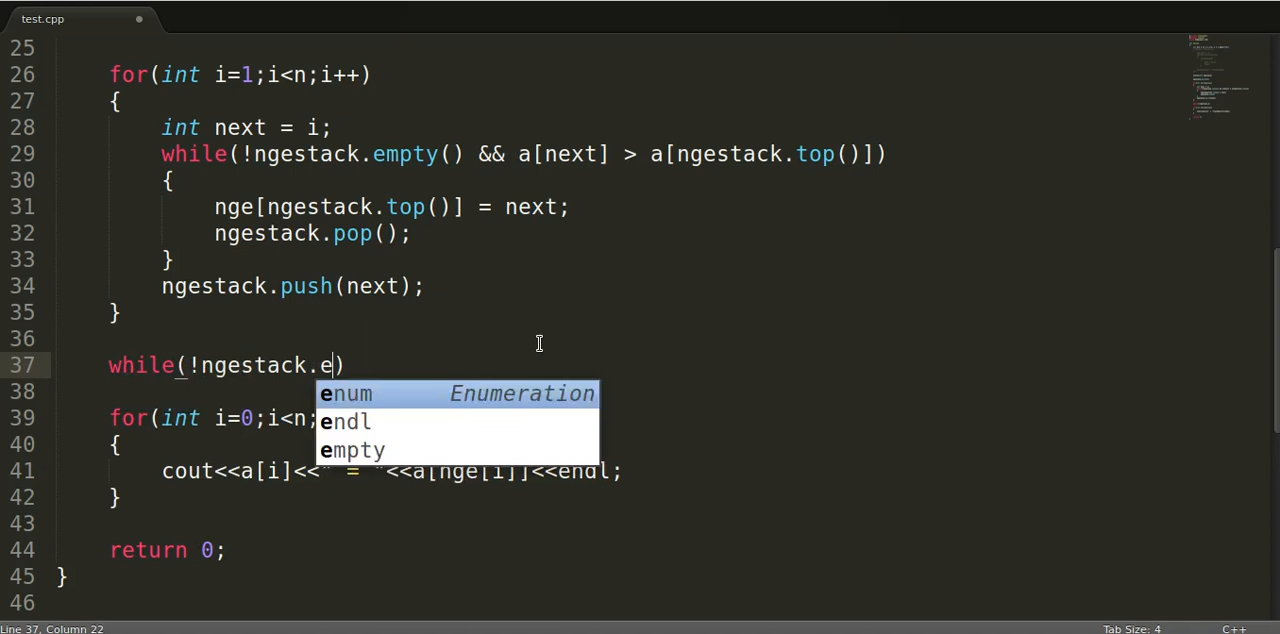 test.cpp
25
26 for(int i=1;i<n;i++)
27 {
28 int next = i;
29 while(!ngestack.empty() && a[next] > a[ngestack.top()])
30 {
31 nge[ngestack.top()] = next;
32 ngestack.pop();
33 }
34 ngestack.push(next);
35 }
36
37 while(!ngestack.e)
enum Enumeration
38
endl
39 for(int i=0;i<n;
empty
40 {
41 cout<<a[i]<<" = "<<a[nge[i]]<<endl;
42 }
43
44 return 0;
45 }
46
Line 37, Column 22
Tab Size: 4
C++